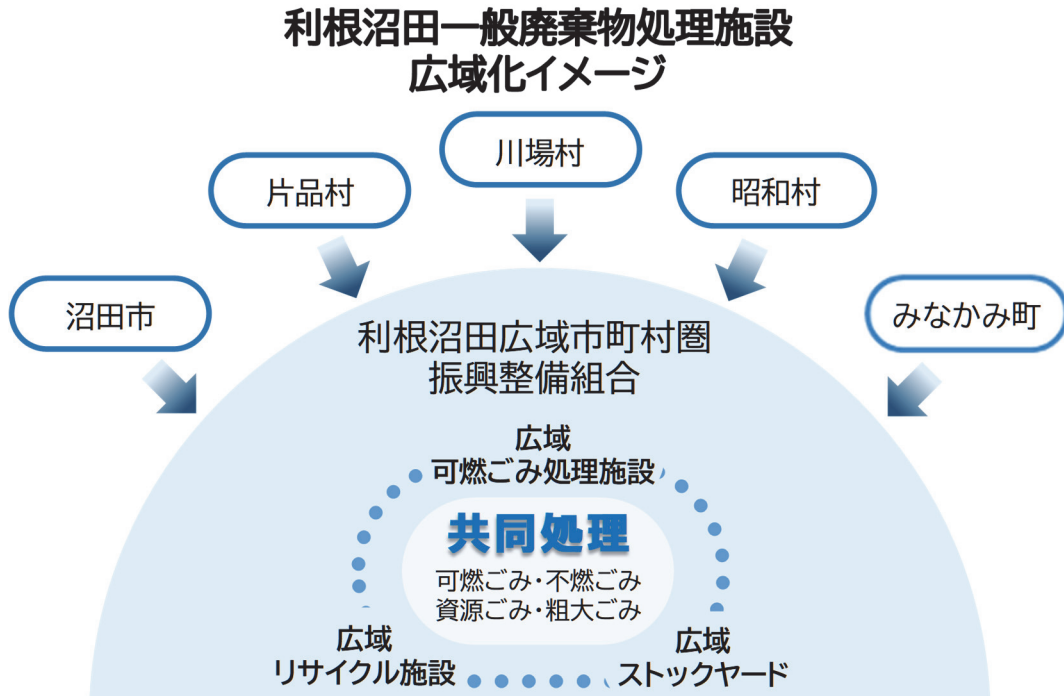 利根沼田一般廃棄物処理施設
広域化イメージ
川場村
片品村
昭和村
沼田市
みなかみ町
利根沼田広域市町村圏
振興整備組合
広域
可燃ごみ処理施設
共同処理
可燃ごみ・不燃ごみ
資源ごみ・粗大ごみ
広域
リサイクル施設
広域
ストックヤード